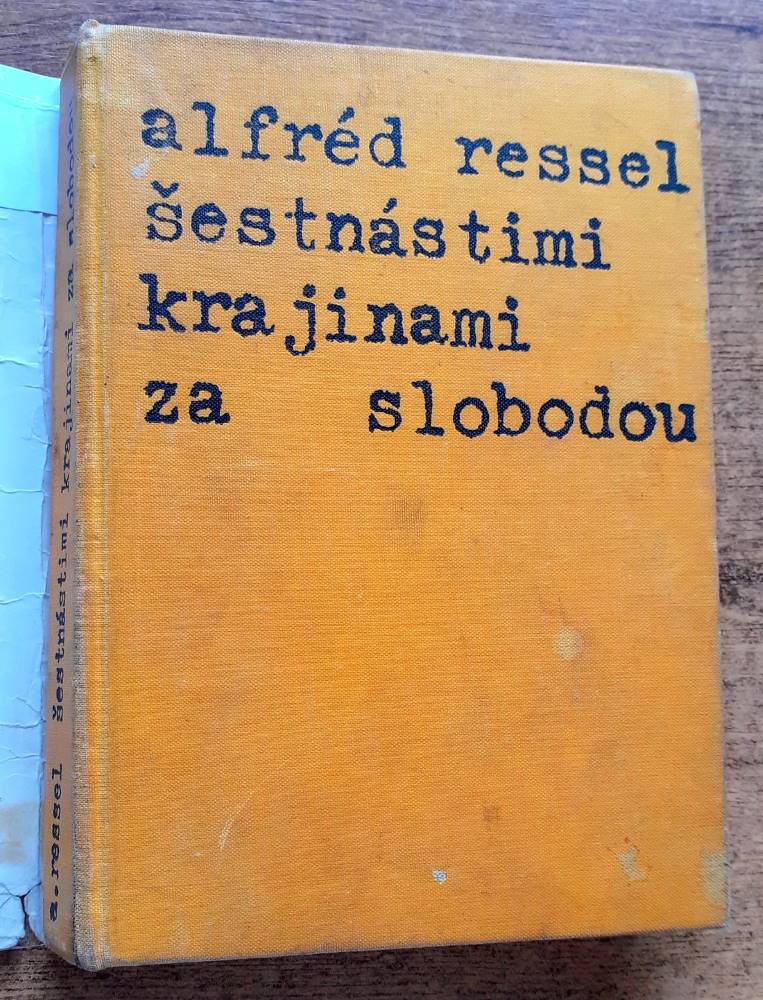 alfréd ressel
šestnástimi
krajinami
za slobodou
a.ressel šestnástimi krajinami za slobodou